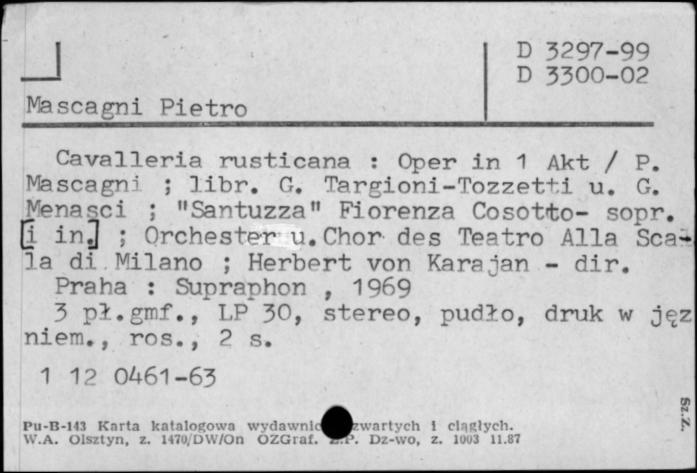 D 3297-99
D 3300-02
Mascagni Pietro
Cavalleria rusticana : Oper in 1 Akt / P.
Mascagni ; libr. G. Targioni-Tozzetti u. G.
Menasci ; "Santuzza" Fiorenza Cosotto- sopr.
[i in.] ; Orchester u. Chor des Teatro Alla Sca-
la di Milano ; Herbert von Karajan - dir.
Praha : Supraphon , 1969
3 pł.gmf., LP 30, stereo, pudło, druk w jęz
niem., ros., 2 s.
1 12 0461-63
Sz.Z.
Pu-B-143 Karta katalogowa wydawnic zwartych i ciągłych.
W.A. Olsztyn, z. 1470/DW/On OZGraf. Z.P. Dz-wo, z. 1003 11.87